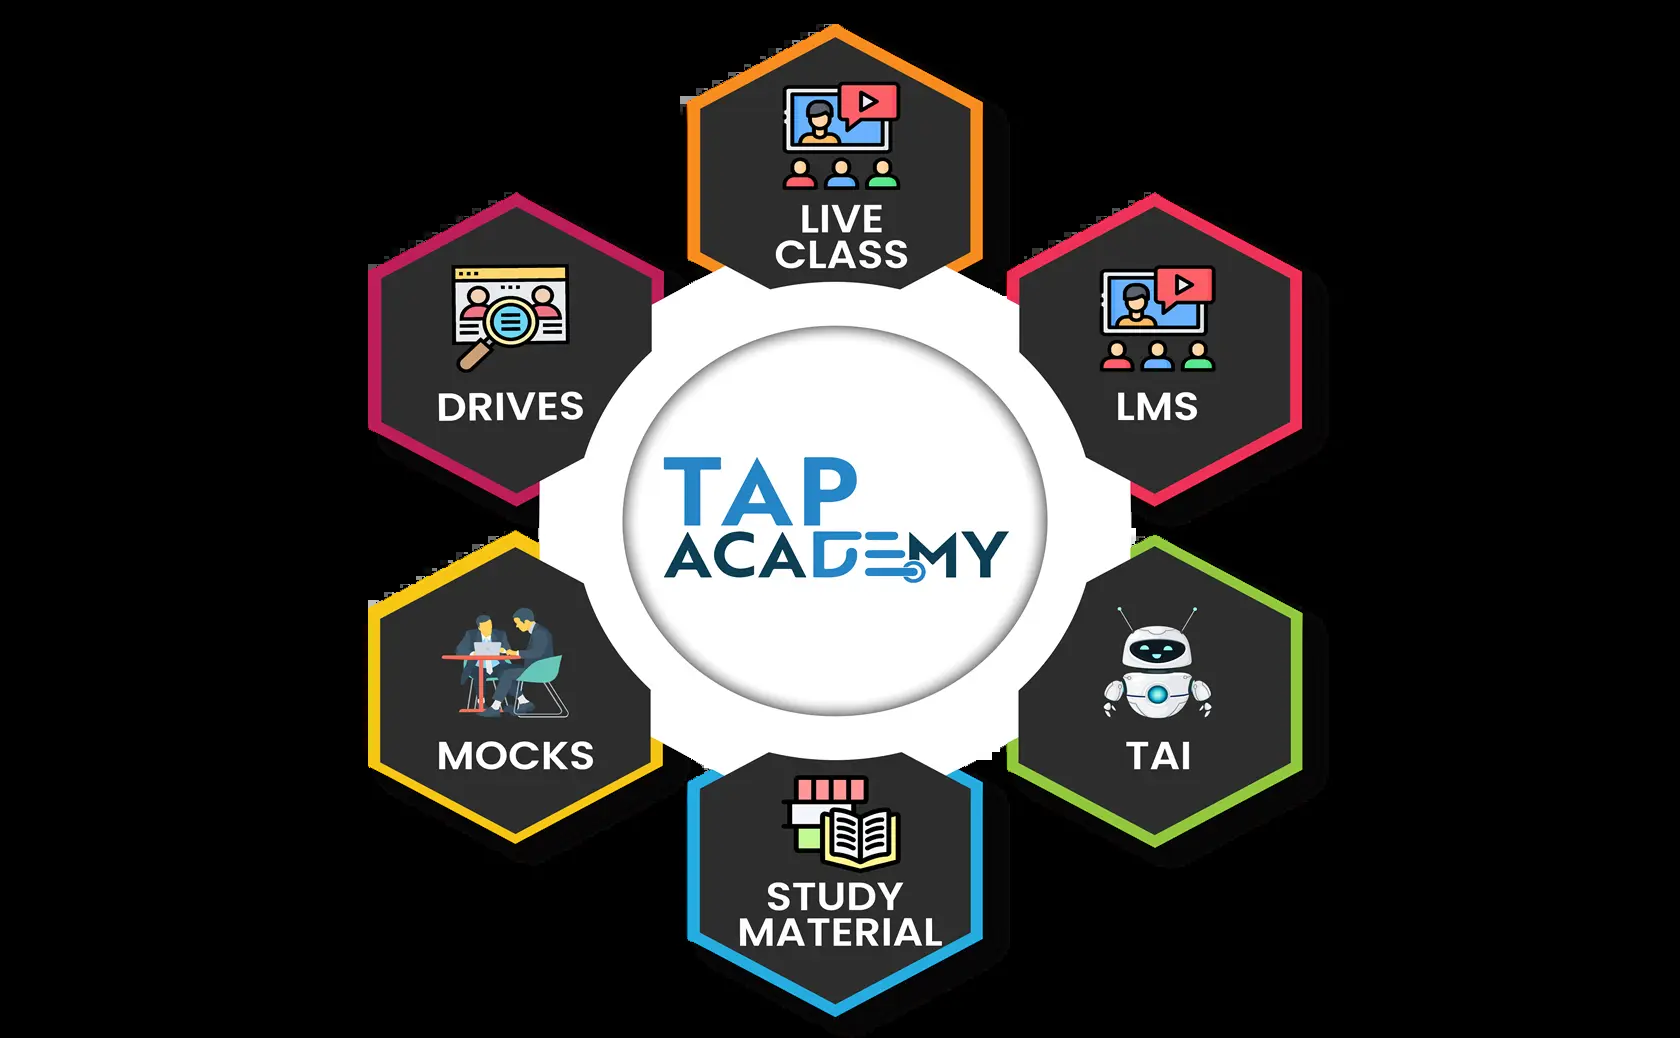 LIVE
CLASS
DRIVES
LMS
TAP
ACADEMY
MOCKS
TAI
STUDY
MATERIAL